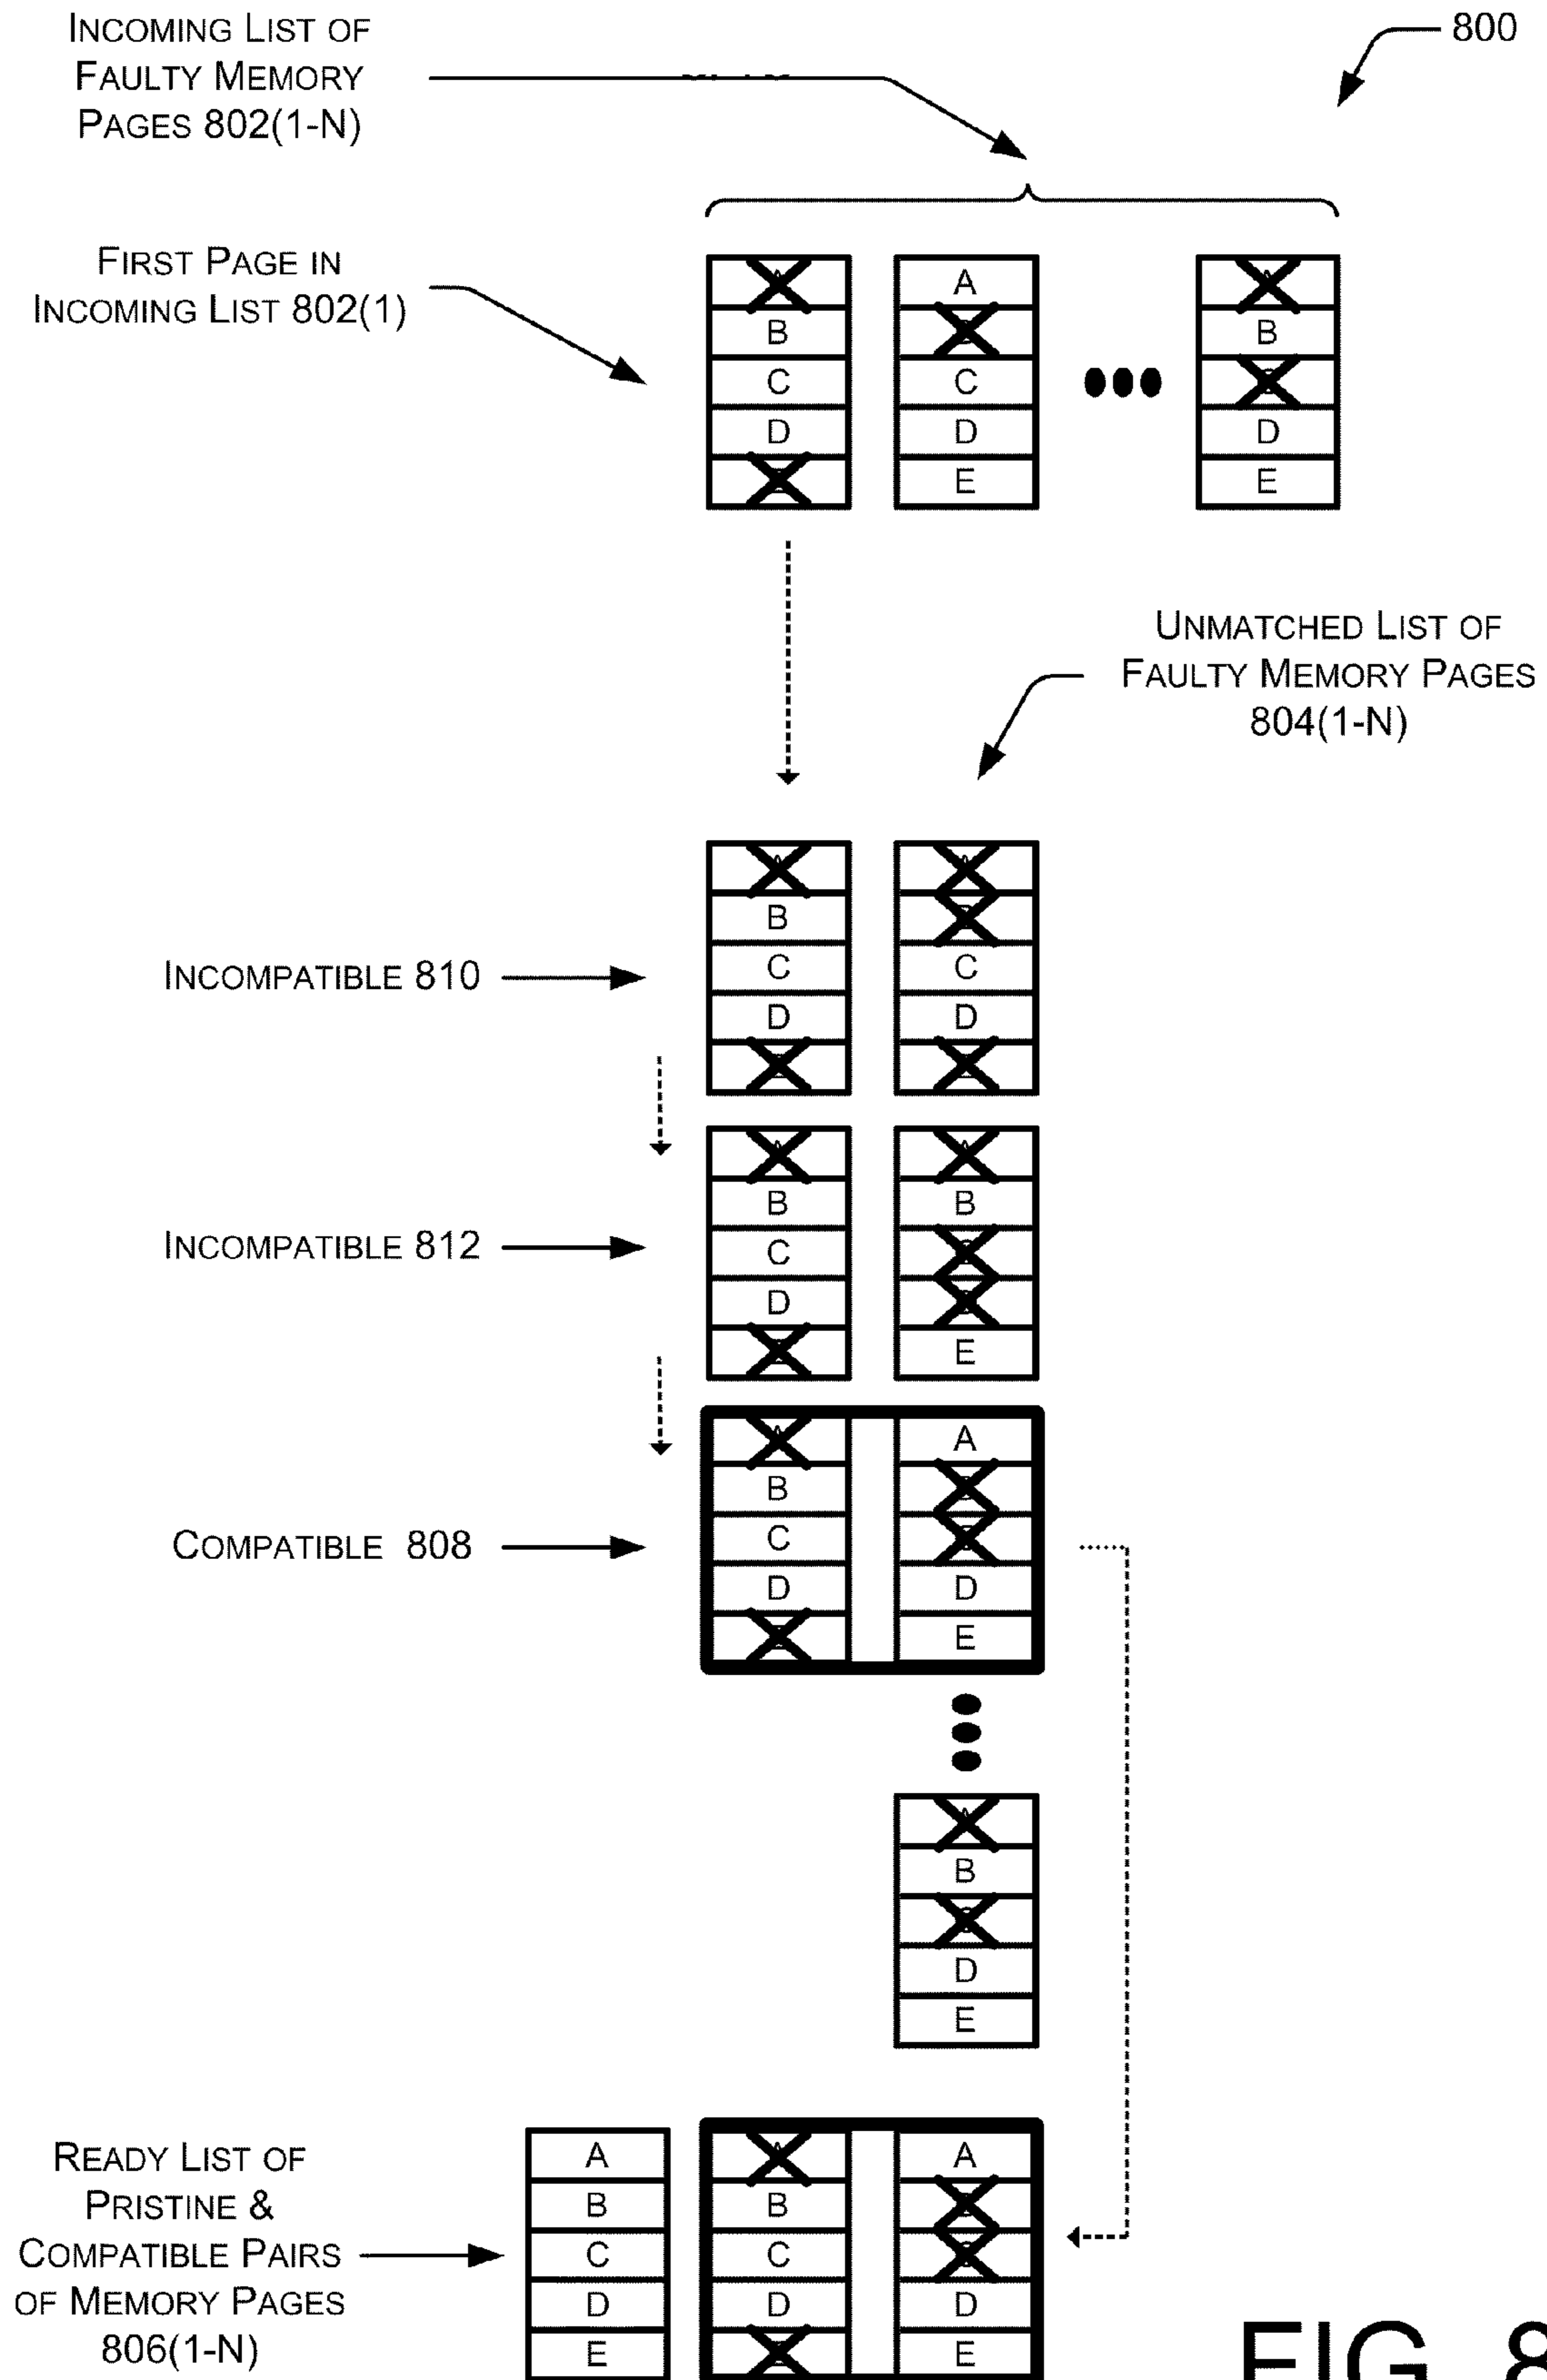 INCOMING LIST OF
FAULTY MEMORY
PAGES 802(1-N)
800
FIRST PAGE IN
INCOMING LIST 802(1)
B
C
D
A
C
D
E
B
D
E
UNMATCHED LIST OF
FAULTY MEMORY PAGES
804(1-N)
INCOMPATIBLE 810
B
C
D
C
D
INCOMPATIBLE 812
B
C
D
B
E
COMPATIBLE 808
B
C
D
A
D
E
B
D
E
READY LIST OF
PRISTINE &
COMPATIBLE PAIRS
OF MEMORY PAGES
806(1-N)
A
B
C
D
E
B
C
D
A
D
E
FIG. 8